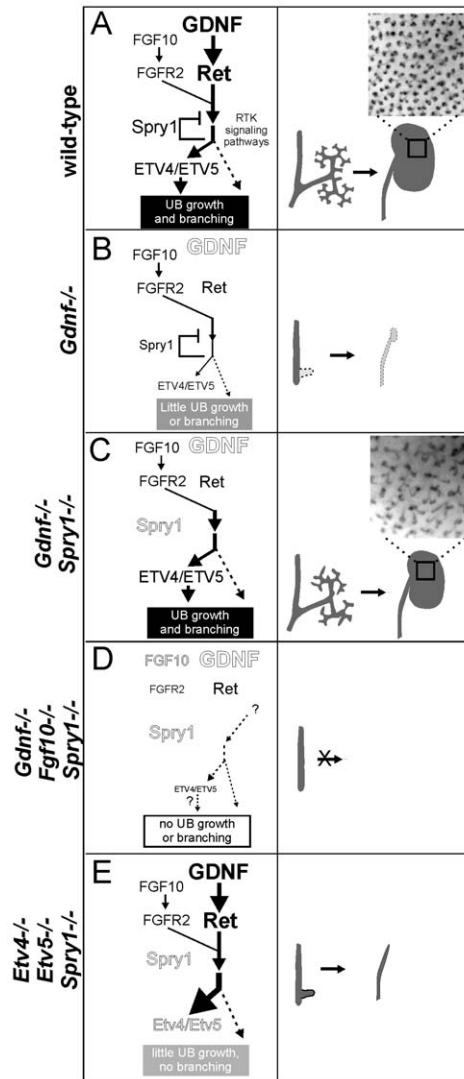 A
wild-type
GDNF
FGF10
FGFR2
Ret
Spry1
RTK
signaling
pathways
ETV4/ETV5
UB growth
and branching
B
Gdnf-/-
GDNF
FGF10
FGFR2
Ret
Spry1
ETV4/ETV5
Little UB growth
or branching
C
Gdnf-/-
Spry1-/-
GDNF
FGF10
FGFR2
Ret
Spry1
ETV4/ETV5
UB growth
and branching
D
Gdnf-/-
Fgf10-/-
Spry1-/-
FGF10 GDNF
FGFR2
Ret
?
Spry1
ETV4/ETV5
?
no UB growth
or branching
E
Etv4-/-
Etv5-/-
Spry1-/-
GDNF
FGF10
FGFR2
Ret
Spry1
Etv4/Etv5
little UB growth,
no branching